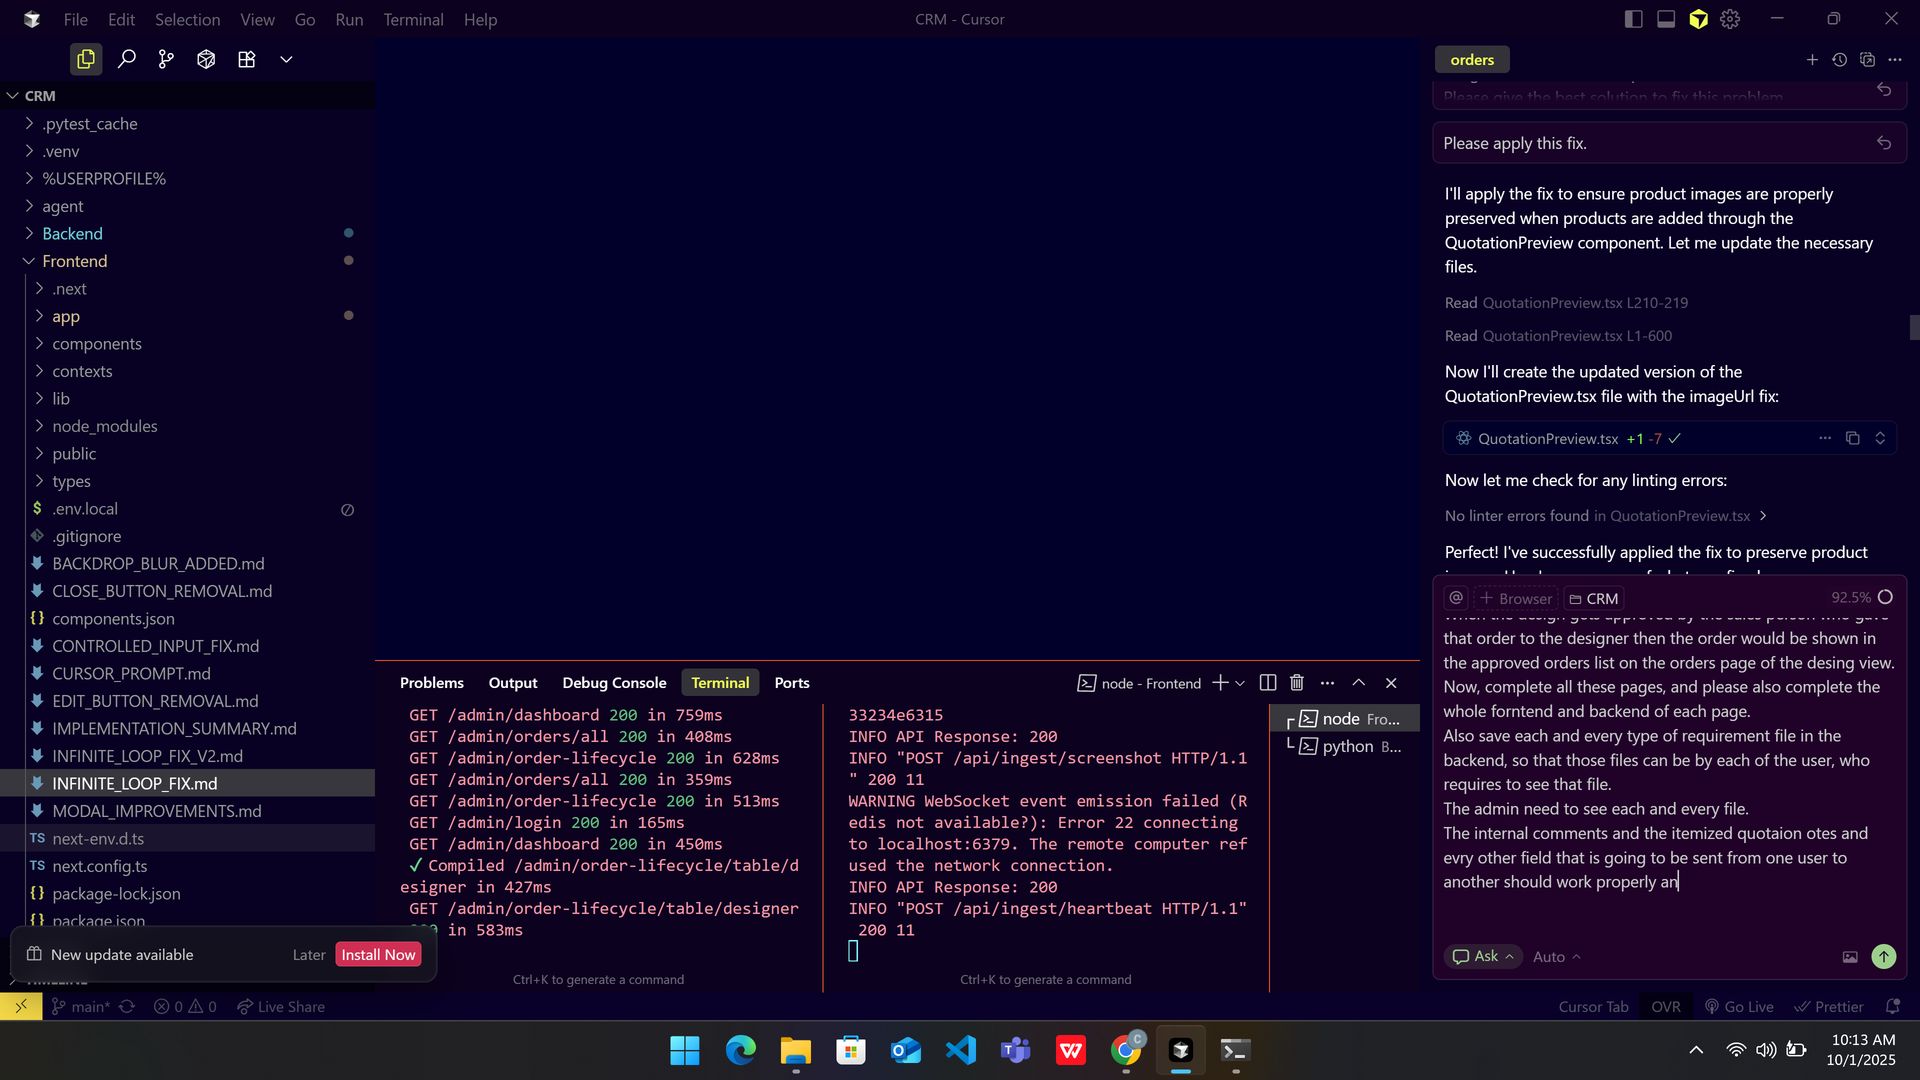 File Edit Selection View Go Run Terminal Help
CRM - Cursor
CRM
.pytest_cache
.venv
%USERPROFILE%
agent
Backend
Frontend
.next
app
components
contexts
lib
node_modules
public
types
$ .env.local
.gitignore
BACKDROP_BLUR_ADDED.md
CLOSE_BUTTON_REMOVAL.md
{} components.json
CONTROLLED_INPUT_FIX.md
CURSOR_PROMPT.md
EDIT_BUTTON_REMOVAL.md
IMPLEMENTATION_SUMMARY.md
INFINITE_LOOP_FIX_V2.md
INFINITE_LOOP_FIX.md
MODAL_IMPROVEMENTS.md
TS next-env.d.ts
TS next.config.ts
{} package-lock.json
{} package.json
New update available Later Install Now
TIMELINE
Problems Output Debug Console Terminal Ports
node - Frontend
GET /admin/dashboard 200 in 759ms
GET /admin/orders/all 200 in 408ms
GET /admin/order-lifecycle 200 in 628ms
GET /admin/orders/all 200 in 359ms
GET /admin/order-lifecycle 200 in 513ms
GET /admin/login 200 in 165ms
GET /admin/dashboard 200 in 450ms
✓ Compiled /admin/order-lifecycle/table/d
esigner in 427ms
GET /admin/order-lifecycle/table/designer
200 in 583ms
Ctrl+K to generate a command
33234e6315
INFO API Response: 200
INFO "POST /api/ingest/screenshot HTTP/1.1
" 200 11
WARNING WebSocket event emission failed (R
edis not available?): Error 22 connecting
to localhost:6379. The remote computer ref
used the network connection.
INFO API Response: 200
INFO "POST /api/ingest/heartbeat HTTP/1.1"
200 11
Ctrl+K to generate a command
node Fro...
python B...
orders
Please give the best solution to fix this problem
Please apply this fix.
I'll apply the fix to ensure product images are properly
preserved when products are added through the
QuotationPreview component. Let me update the necessary
files.
Read QuotationPreview.tsx L210-219
Read QuotationPreview.tsx L1-600
Now I'll create the updated version of the
QuotationPreview.tsx file with the imageUrl fix:
QuotationPreview.tsx +1 -7
Now let me check for any linting errors:
No linter errors found in QuotationPreview.tsx
Perfect! I've successfully applied the fix to preserve product
@ + Browser CRM 92.5%
When the design gets approved by the sales person who gave
that order to the designer then the order would be shown in
the approved orders list on the orders page of the desing view.
Now, complete all these pages, and please also complete the
whole forntend and backend of each page.
Also save each and every type of requirement file in the
backend, so that those files can be by each of the user, who
requires to see that file.
The admin need to see each and every file.
The internal comments and the itemized quotaion otes and
evry other field that is going to be sent from one user to
another should work properly an
Ask Auto
main* 0 0 Live Share
Cursor Tab OVR Go Live Prettier
10:13 AM
10/1/2025